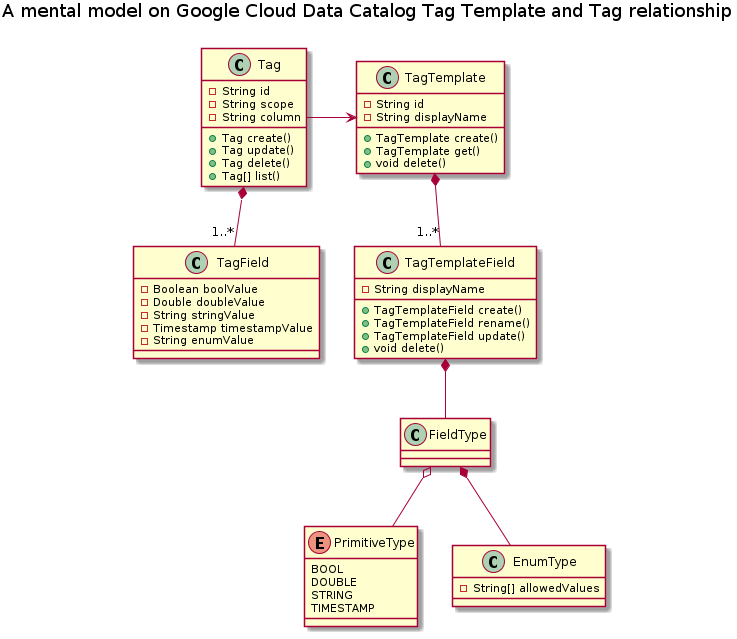 A mental model on Google Cloud Data Catalog Tag Template and Tag relationship
C Tag
String id
String scope
String column
Tag create()
Tag update()
Tag delete()
Tag[] list()
C TagTemplate
String id
String displayName
TagTemplate create()
TagTemplate get()
void delete()
1..*
1..*
C TagField
Boolean boolValue
Double doubleValue
String stringValue
Timestamp timestampValue
String enumValue
C TagTemplateField
String displayName
TagTemplateField create()
TagTemplateField rename()
TagTemplateField update()
void delete()
C FieldType
E PrimitiveType
BOOL
DOUBLE
STRING
TIMESTAMP
C EnumType
String[] allowedValues